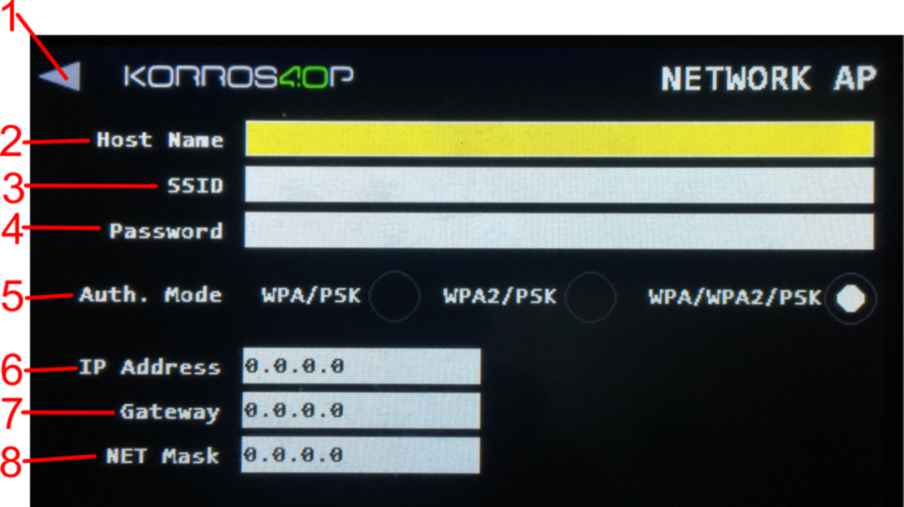 1
KORROS4.0P NETWORK AP
2 Host Name
3 SSID
4 Password
5 Auth. Mode WPA/PSK WPA2/PSK WPA/WPA2/PSK
6 IP Address 0.0.0.0
7 Gateway 0.0.0.0
8 NET Mask 0.0.0.0